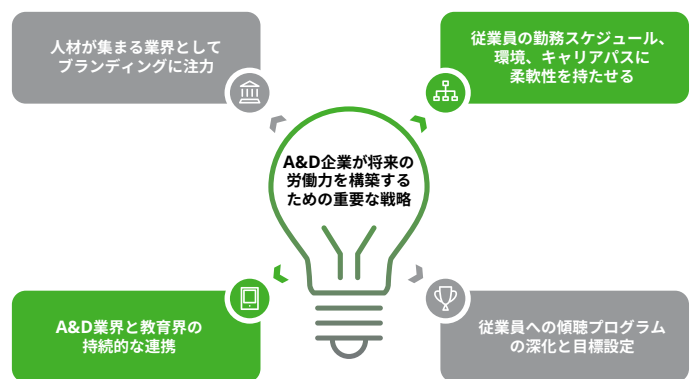 人材が集まる業界として
ブランディングに注力
従業員の勤務スケジュール、
環境、キャリアパスに
柔軟性を持たせる
A&D企業が将来の
労働力を構築する
ための重要な戦略
A&D業界と教育界の
持続的な連携
従業員への傾聴プログラム
の深化と目標設定